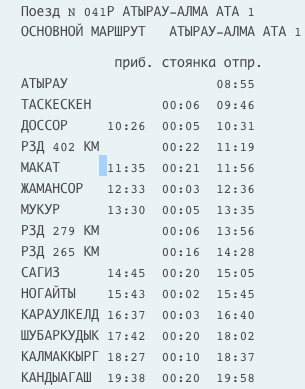 Поезд N 041Р АТЫРАУ-АЛМА АТА 1
ОСНОВНОЙ МАРШРУТ АТЫРАУ-АЛМА АТА 1
приб. стоянка отпр.
АТЫРАУ 08:55
ТАСКЕСКЕН 00:06 09:46
ДОССОР 10:26 00:05 10:31
РЗД 402 КМ 00:22 11:19
МАКАТ 11:35 00:21 11:56
ЖАМАНСОР 12:33 00:03 12:36
МУКУР 13:30 00:05 13:35
РЗД 279 КМ 00:06 13:56
РЗД 265 КМ 00:16 14:28
САГИЗ 14:45 00:20 15:05
НОГАЙТЫ 15:43 00:02 15:45
КАРАУЛКЕЛД 16:37 00:03 16:40
ШУБАРКУДЫК 17:42 00:20 18:02
КАЛМАККЫРГ 18:27 00:10 18:37
КАНДЫАГАШ 19:38 00:20 19:58